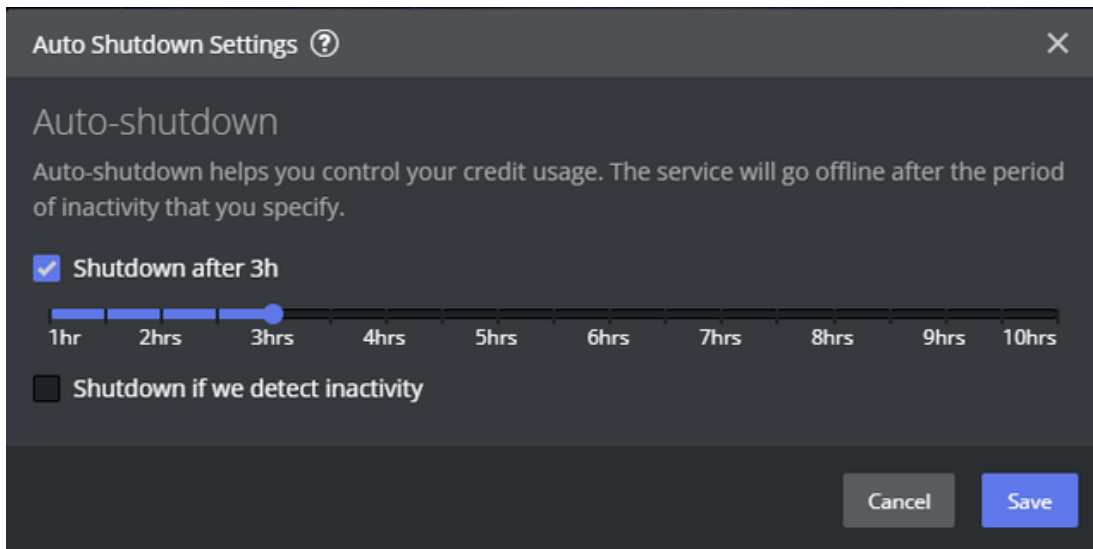 Auto Shutdown Settings ?
Auto-shutdown
Auto-shutdown helps you control your credit usage. The service will go offline after the period
of inactivity that you specify.
Shutdown after 3h
1hr 2hrs 3hrs 4hrs 5hrs 6hrs 7hrs 8hrs 9hrs 10hrs
Shutdown if we detect inactivity
Cancel Save